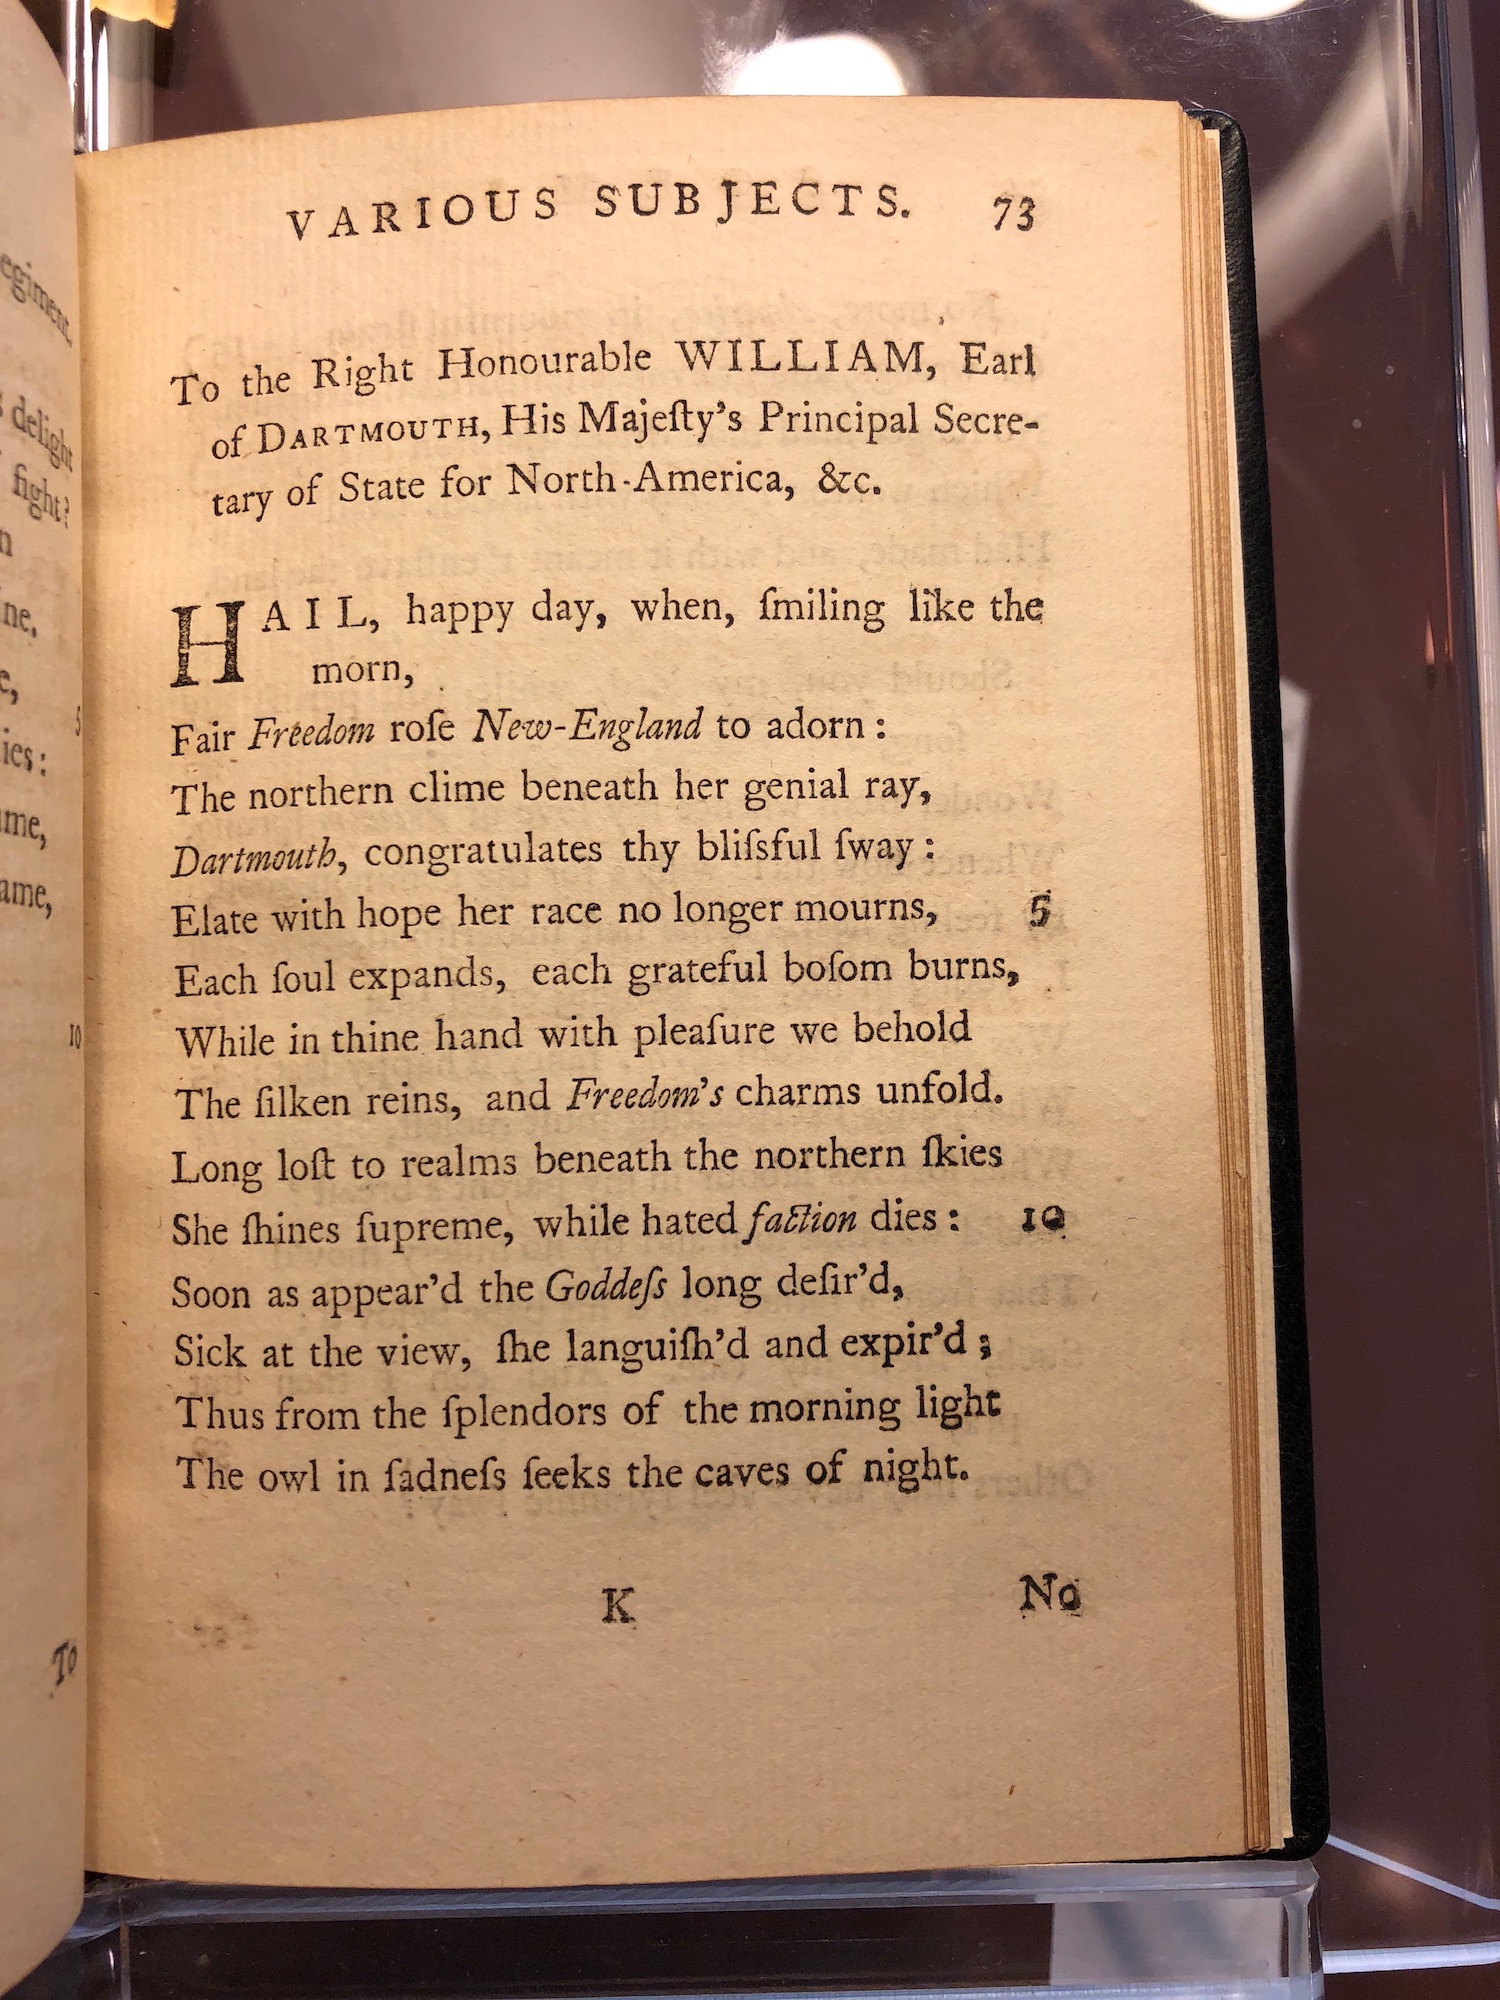 egiment.
delight
fight?
ne.
ies:
ame,
ame,
5
10
To
VARIOUS SUBJECTS. 73
To the Right Honourable WILLIAM, Earl
of DARTMOUTH, His Majeſty's Principal Secre-
tary of State for North-America, &c.
HAIL, happy day, when, ſmiling like the
morn,
Fair Freedom roſe New-England to adorn:
The northern clime beneath her genial ray,
Dartmouth, congratulates thy bliſsful ſway:
Elate with hope her race no longer mourns, 5
Each ſoul expands, each grateful boſom burns,
While in thine hand with pleaſure we behold
The ſilken reins, and Freedom's charms unfold.
Long loſt to realms beneath the northern ſkies
She ſhines ſupreme, while hated faction dies: 10
Soon as appear'd the Goddeſs long deſir'd,
Sick at the view, ſhe languiſh'd and expir'd;
Thus from the ſplendors of the morning light
The owl in ſadneſs ſeeks the caves of night.
K No